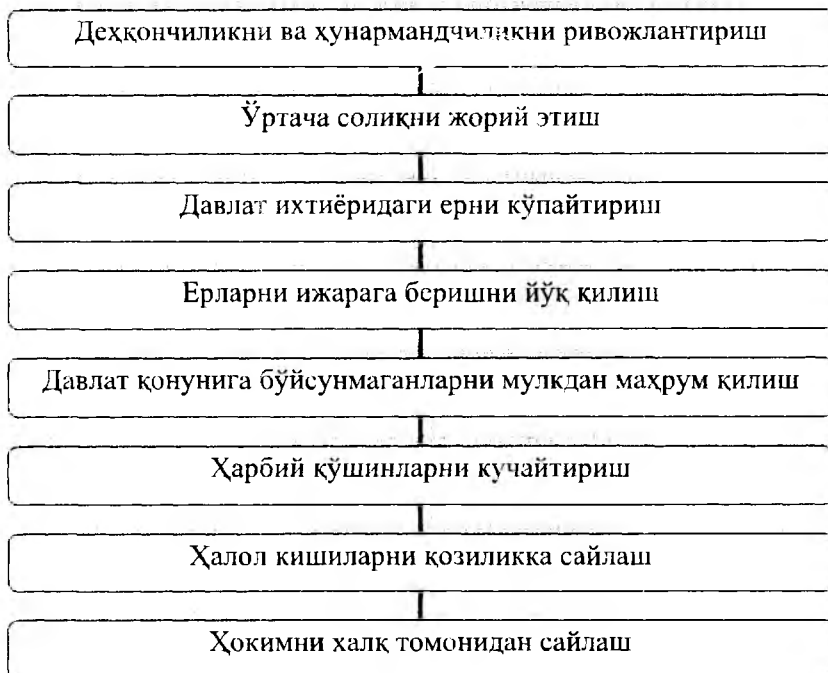 Деҳқончиликни ва ҳунармандчиликни ривожлантириш
Ўртача солиқни жорий этиш
Давлат ихтиёридаги ерни кўпайтириш
Ерларни ижарага беришни йўқ қилиш
Давлат қонунига бўйсунмаганларни мулкдан маҳрум қилиш
Ҳарбий қўшинларни кучайтириш
Ҳалол кишиларни қозиликка сайлаш
Ҳокимни халқ томонидан сайлаш